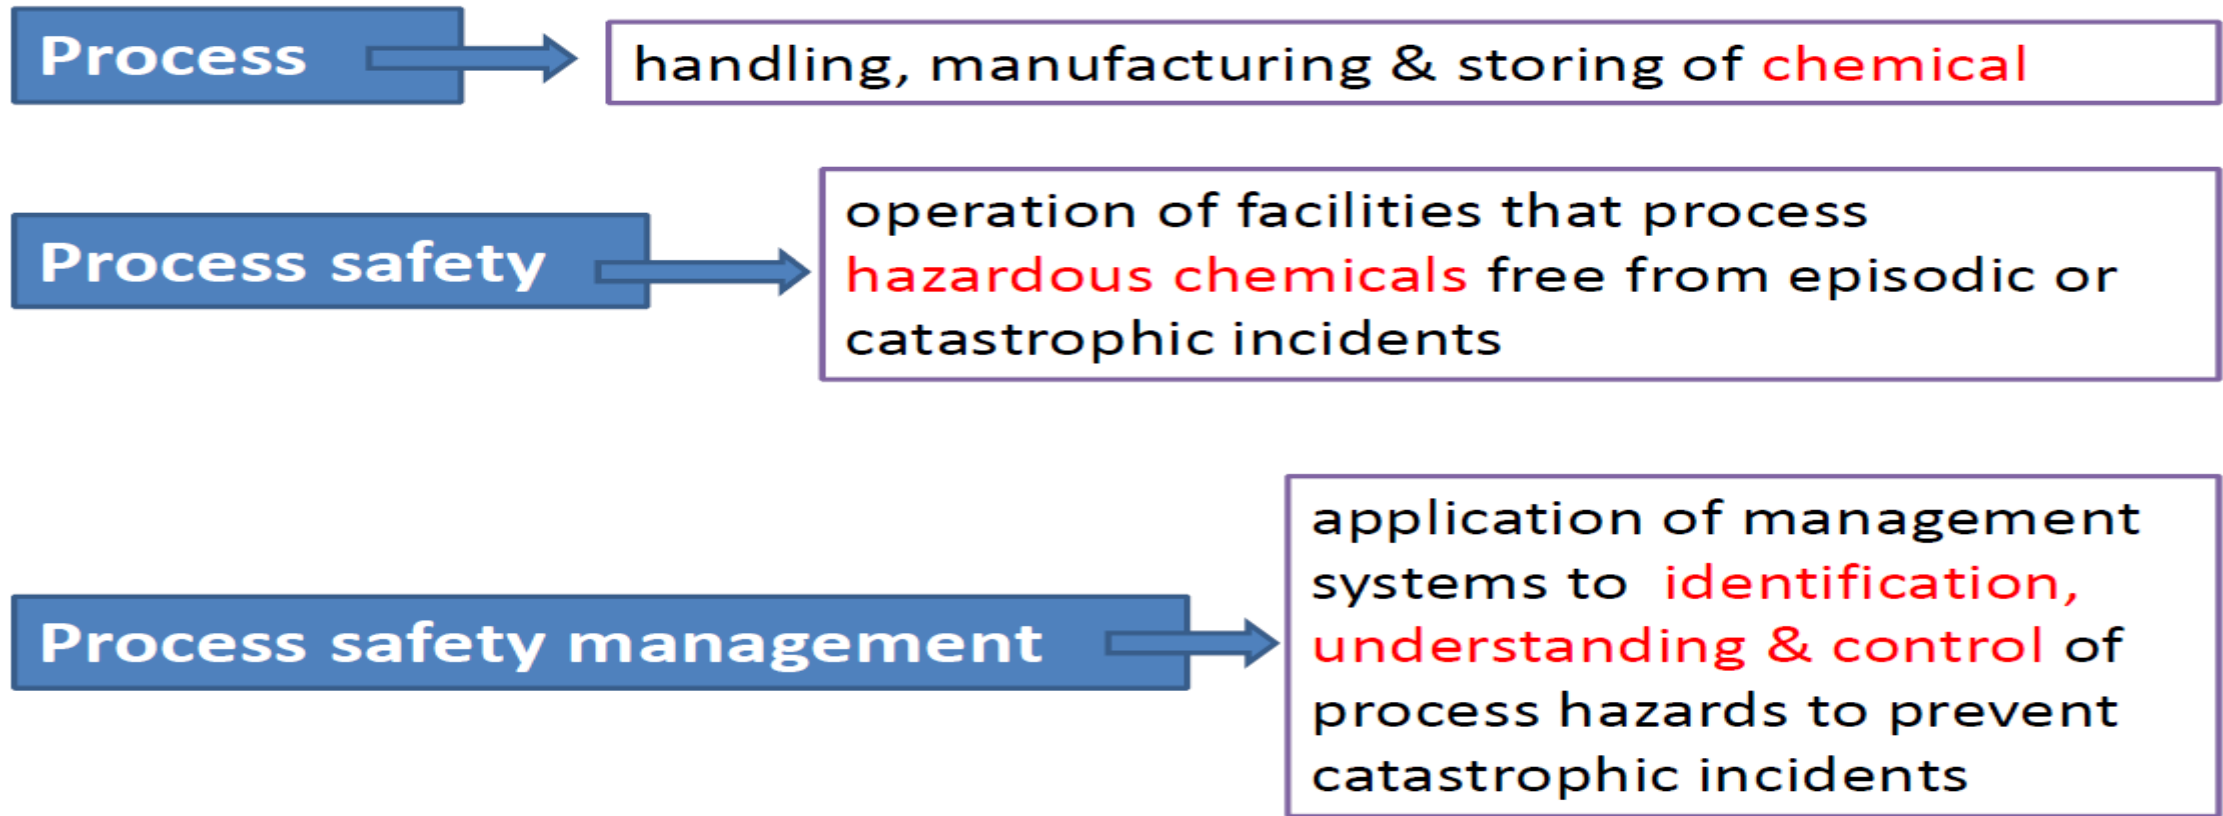 Process
handling, manufacturing & storing of chemical
Process safety
operation of facilities that process
hazardous chemicals free from episodic or
catastrophic incidents
Process safety management
application of management
systems to identification,
understanding & control of
process hazards to prevent
catastrophic incidents